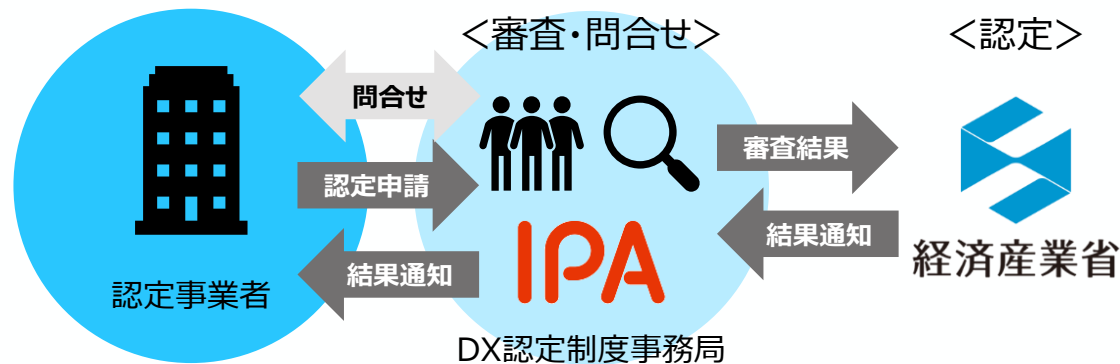 <審査・問合せ>
<認定>
問合せ
認定申請
結果通知
審査結果
結果通知
認定事業者
IPA
DX認定制度事務局
経済産業省